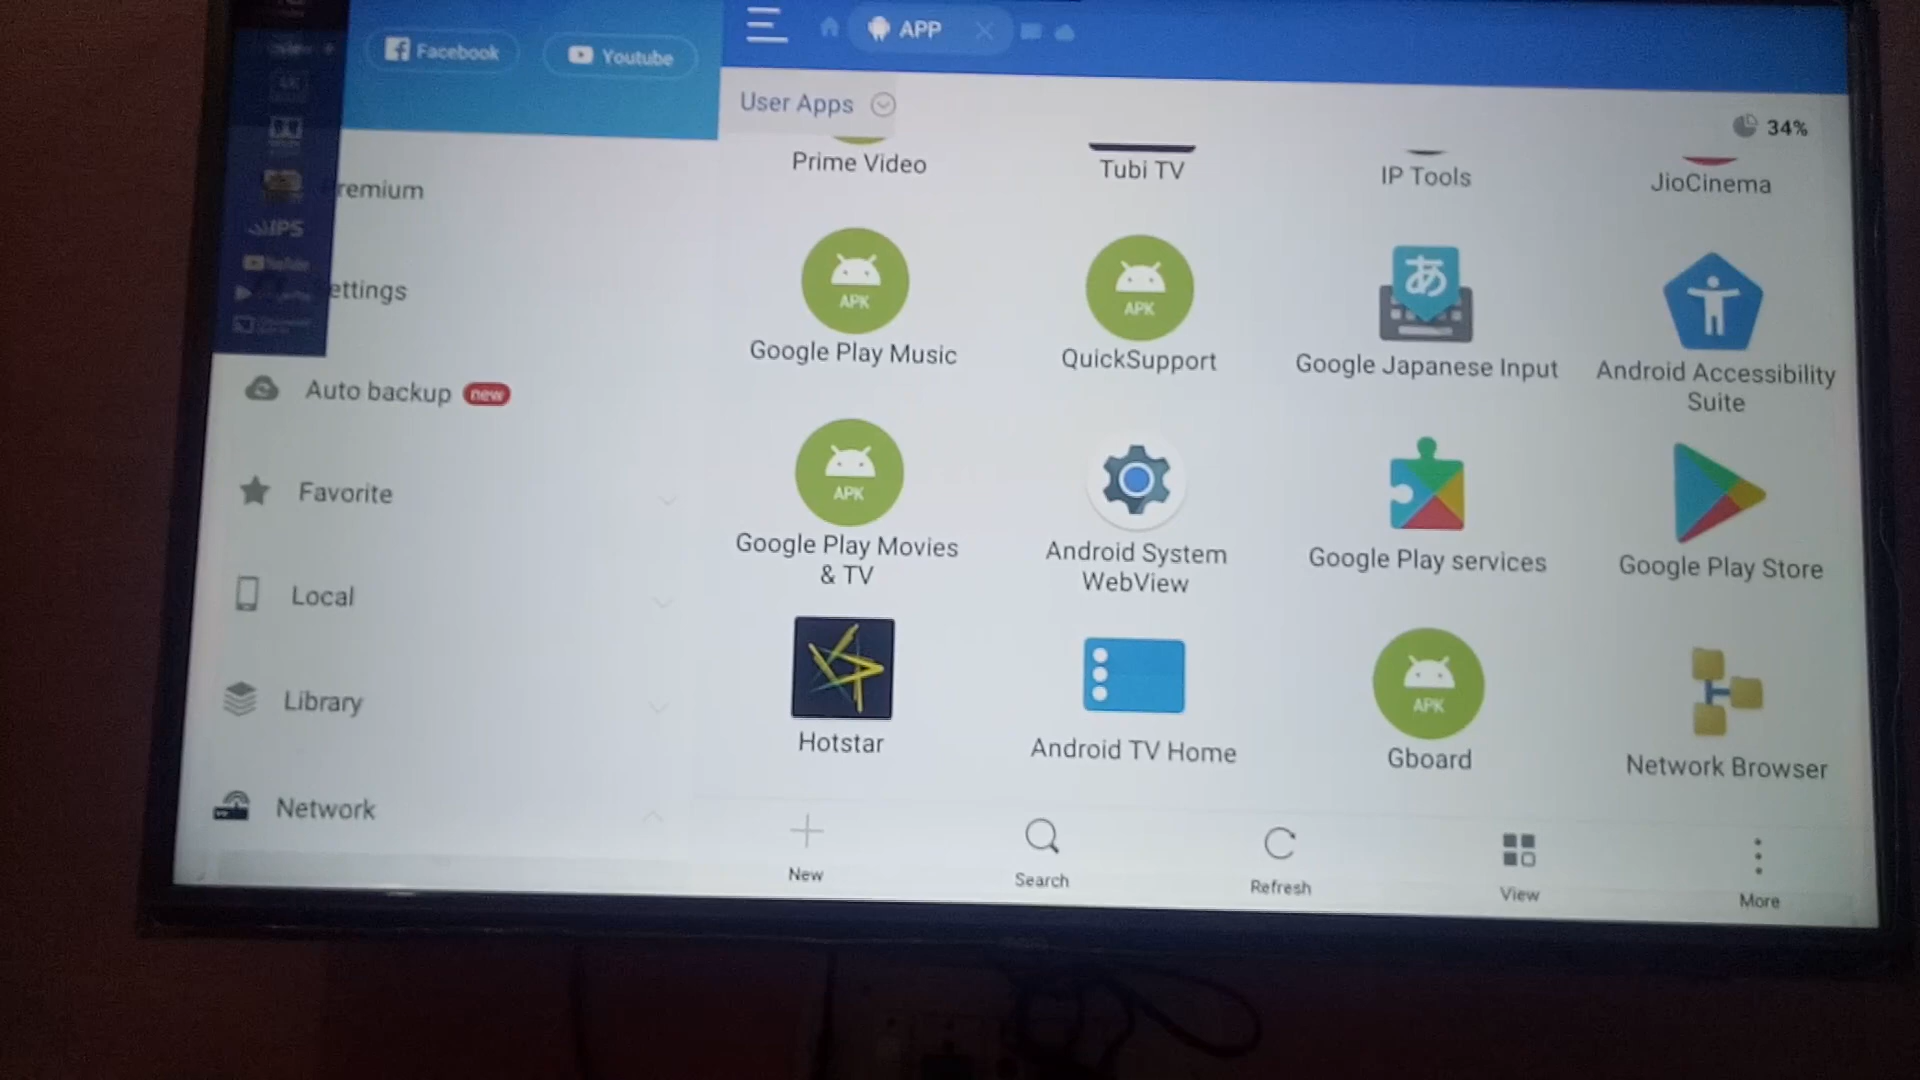 Facebook
Youtube
APP
User Apps
34%
remium
ettings
Auto backup new
Favorite
Local
Library
Network
IPS
YouTube
Prime Video
Tubi TV
IP Tools
JioCinema
APK
APK
あ
Google Play Music
QuickSupport
Google Japanese Input
Android Accessibility
Suite
APK
Google Play Movies
& TV
Android System
WebView
Google Play services
Google Play Store
APK
Hotstar
Android TV Home
Gboard
Network Browser
New
Search
Refresh
View
More